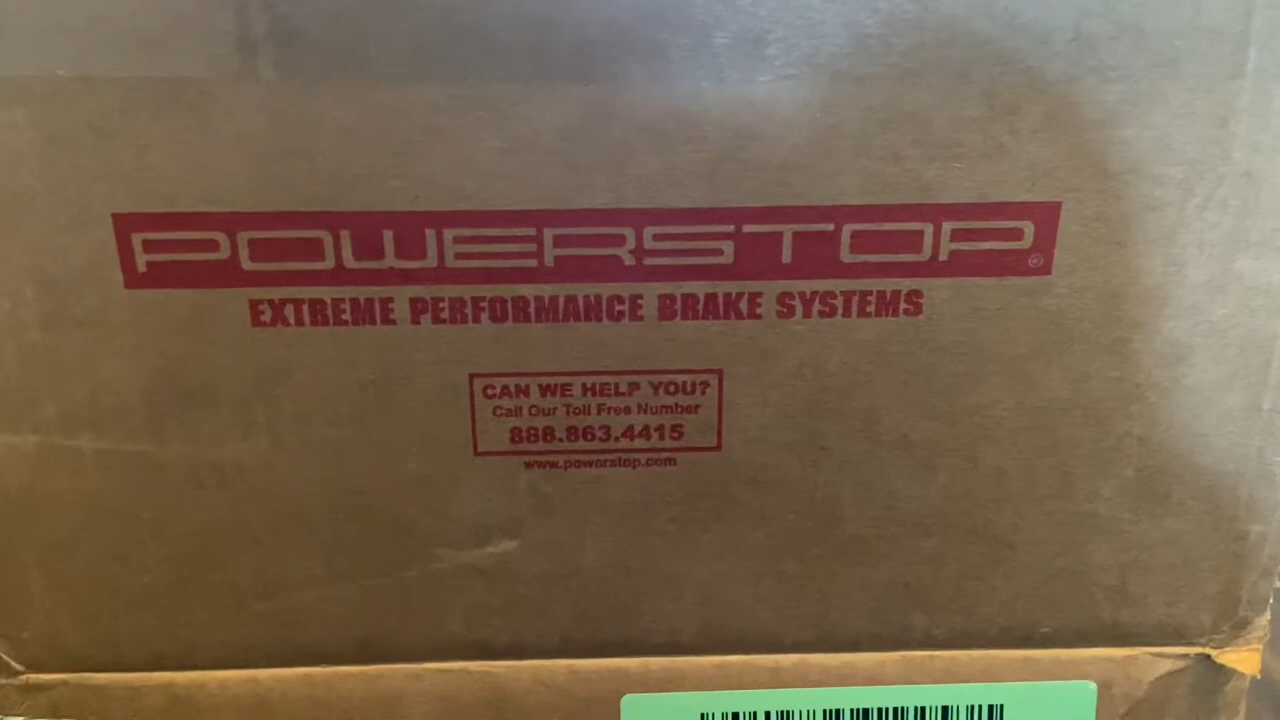 POWERSTOP®
EXTREME PERFORMANCE BRAKE SYSTEMS
CAN WE HELP YOU?
Call Our Toll Free Number
888.863.4415
www.powerstop.com